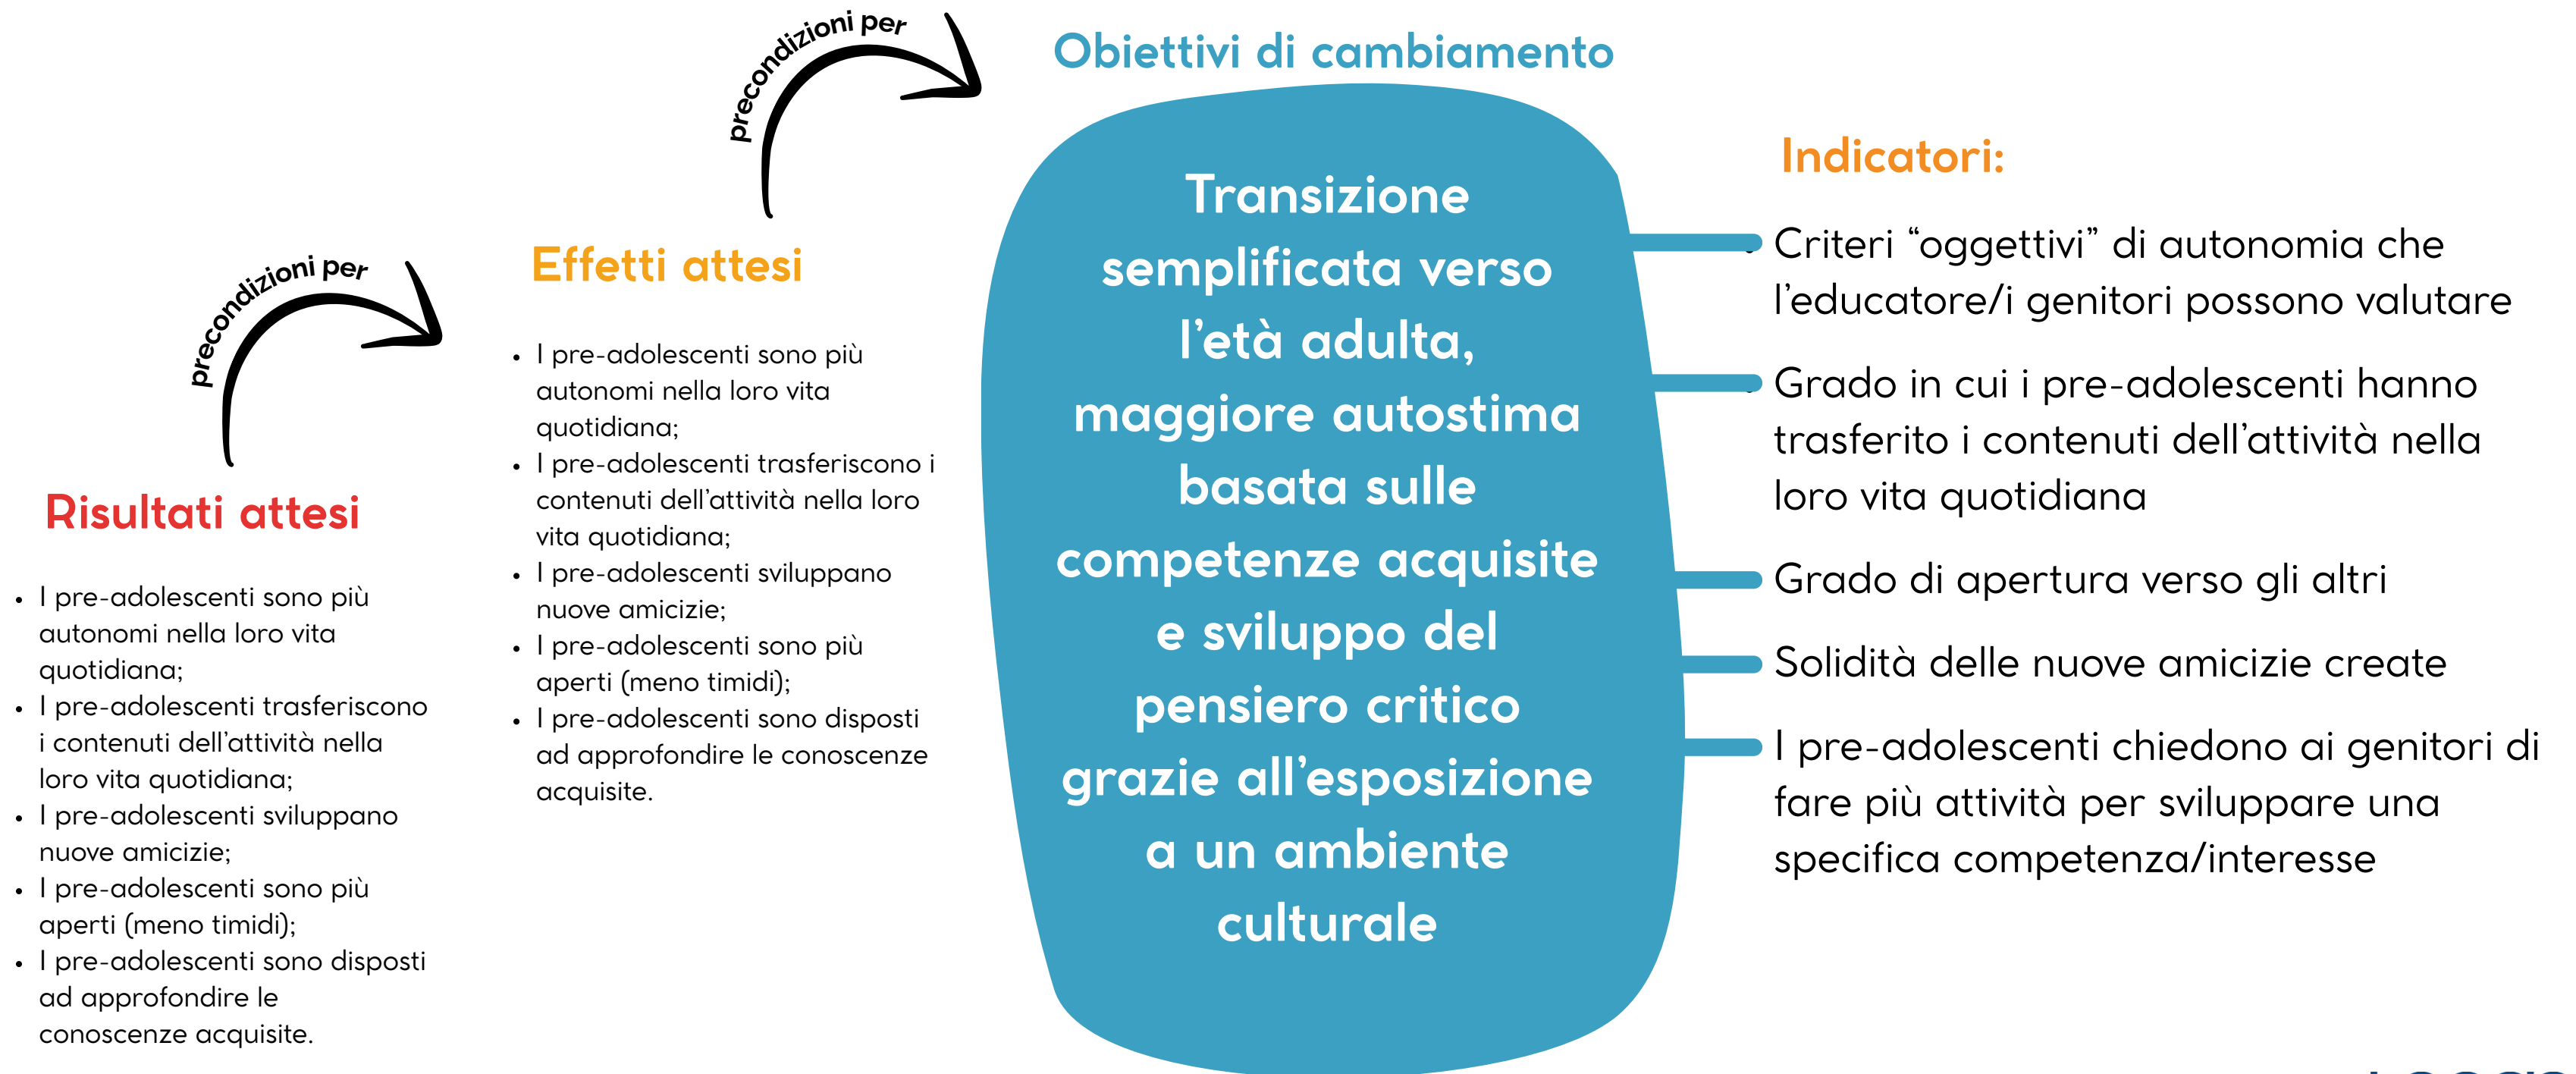 precondizioni per
Risultati attesi
• I pre-adolescenti sono più
autonomi nella loro vita
quotidiana;
• I pre-adolescenti trasferiscono
i contenuti dell'attività nella
loro vita quotidiana;
• I pre-adolescenti sviluppano
nuove amicizie;
• I pre-adolescenti sono più
aperti (meno timidi);
• I pre-adolescenti sono disposti
ad approfondire le
conoscenze acquisite.
precondizioni per
Effetti attesi
• I pre-adolescenti sono più
autonomi nella loro vita
quotidiana;
• I pre-adolescenti trasferiscono i
contenuti dell'attività nella loro
vita quotidiana;
• I pre-adolescenti sviluppano
nuove amicizie;
• I pre-adolescenti sono più
aperti (meno timidi);
• I pre-adolescenti sono disposti
ad approfondire le conoscenze
acquisite.
Obiettivi di cambiamento
Transizione
semplificata verso
l'età adulta,
maggiore autostima
basata sulle
competenze acquisite
e sviluppo del
pensiero critico
grazie all'esposizione
a un ambiente
culturale
Indicatori:
Criteri “oggettivi” di autonomia che
l'educatore/i genitori possono valutare
Grado in cui i pre-adolescenti hanno
trasferito i contenuti dell'attività nella
loro vita quotidiana
Grado di apertura verso gli altri
Solidità delle nuove amicizie create
I pre-adolescenti chiedono ai genitori di
fare più attività per sviluppare una
specifica competenza/interesse